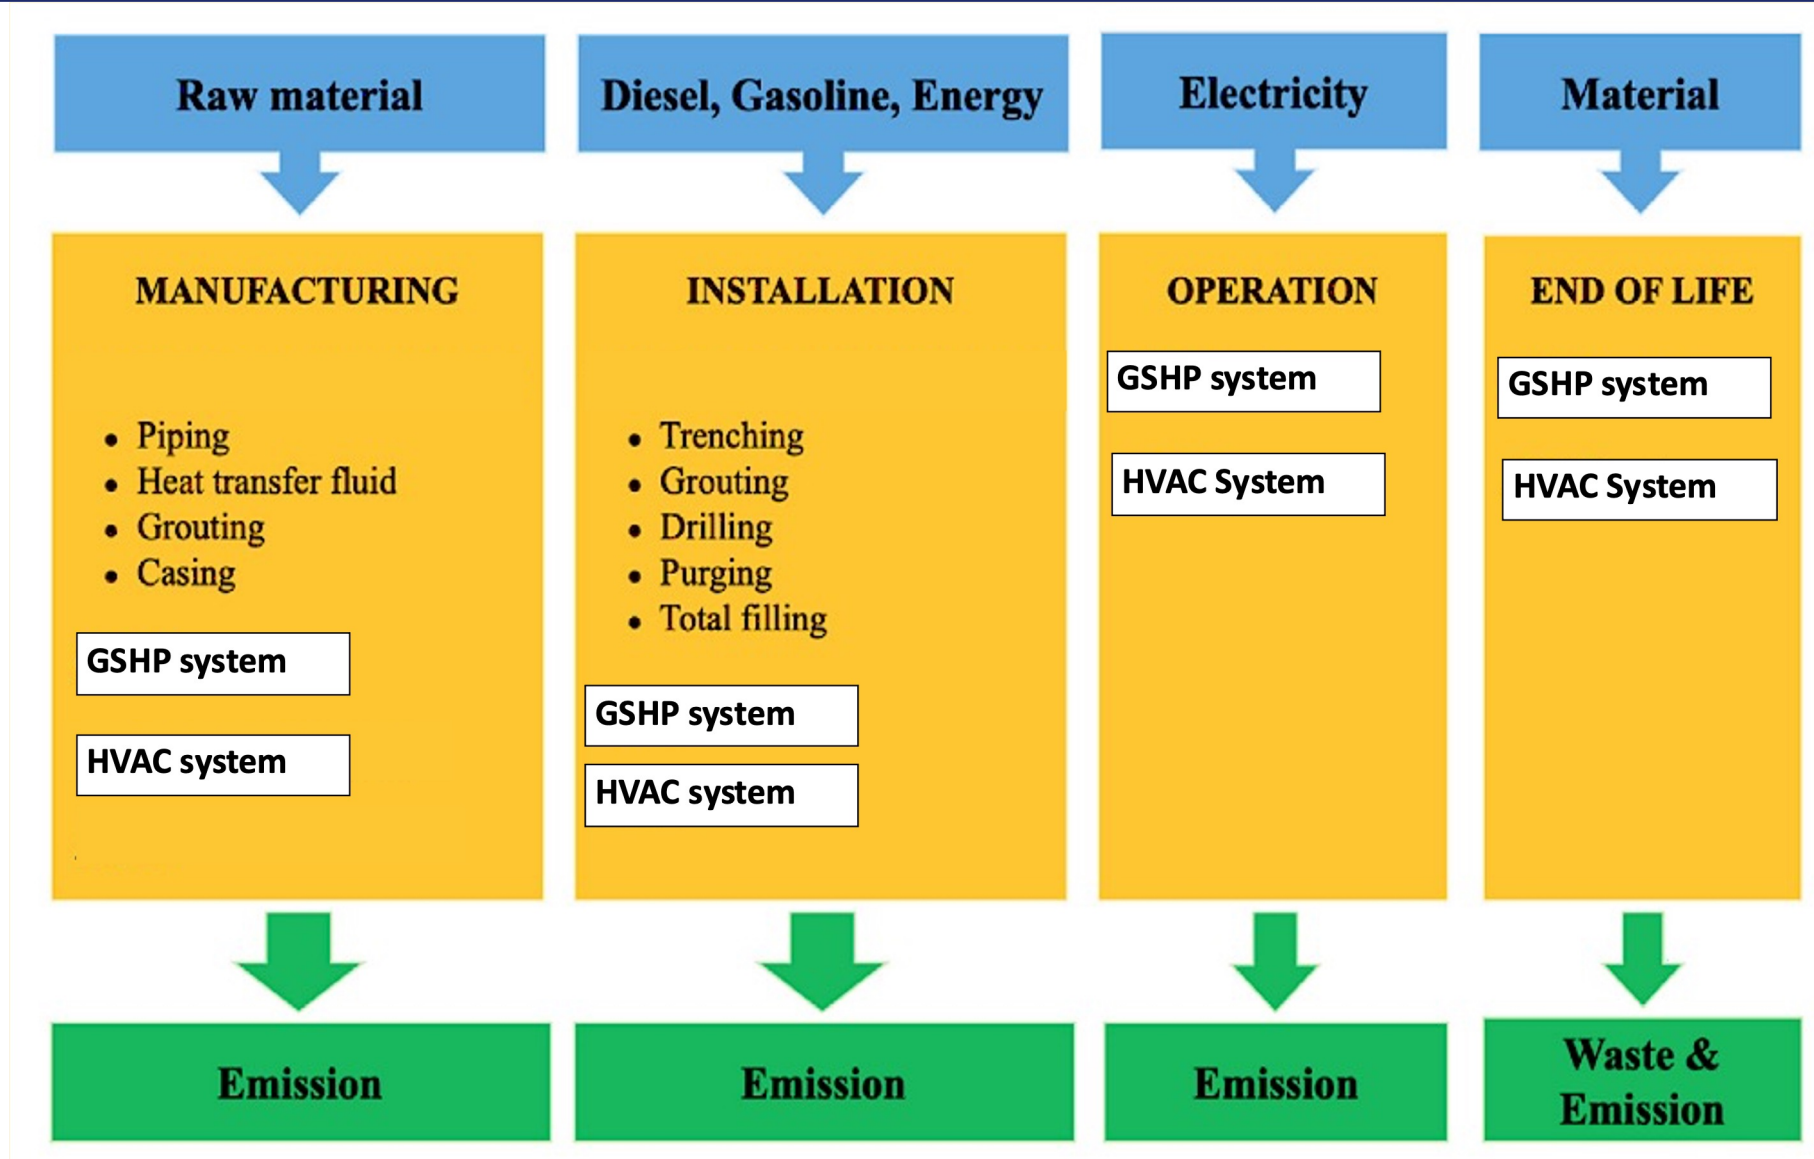 Raw material
Diesel, Gasoline, Energy
Electricity
Material
MANUFACTURING
• Piping
• Heat transfer fluid
• Grouting
• Casing
GSHP system
HVAC system
INSTALLATION
• Trenching
• Grouting
• Drilling
• Purging
• Total filling
GSHP system
HVAC system
OPERATION
GSHP system
HVAC System
END OF LIFE
GSHP system
HVAC System
Emission
Emission
Emission
Waste &
Emission